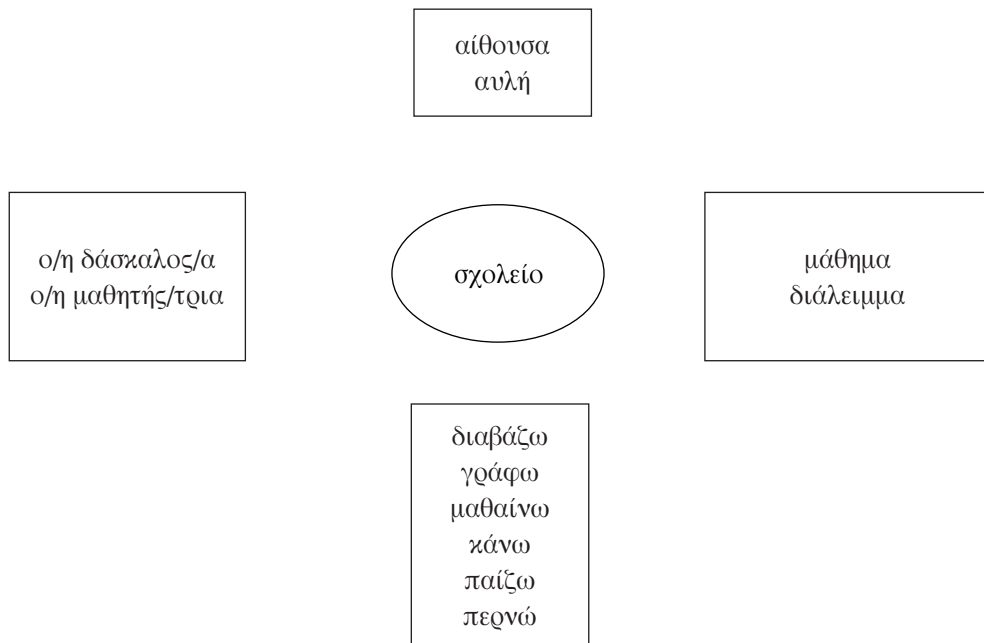 αίθουσα
αυλή
ο/η δάσκαλος/α
ο/η μαθητής/τρια
σχολείο
μάθημα
διάλειμμα
διαβάζω
γράφω
μαθαίνω
κάνω
παίζω
περνώ